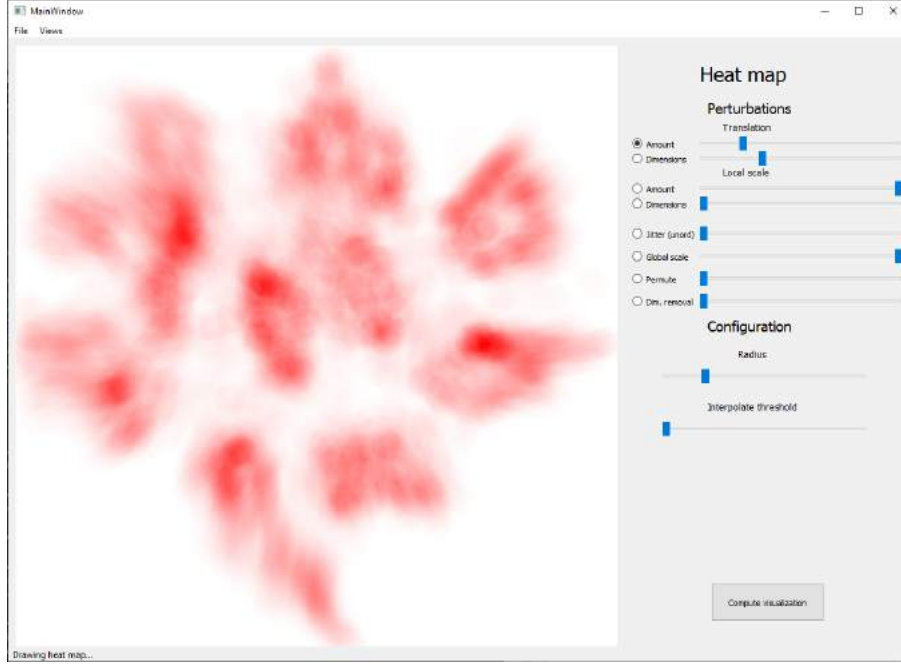 MainWindow
File Views
Heat map
Perturbations
Translation
Amount
Dimensions
Local scale
Amount
Dimensions
Jitter (unord)
Global scale
Permute
Dim. removal
Configuration
Radius
Interpolate threshold
Compute visualization
Drawing heat map...